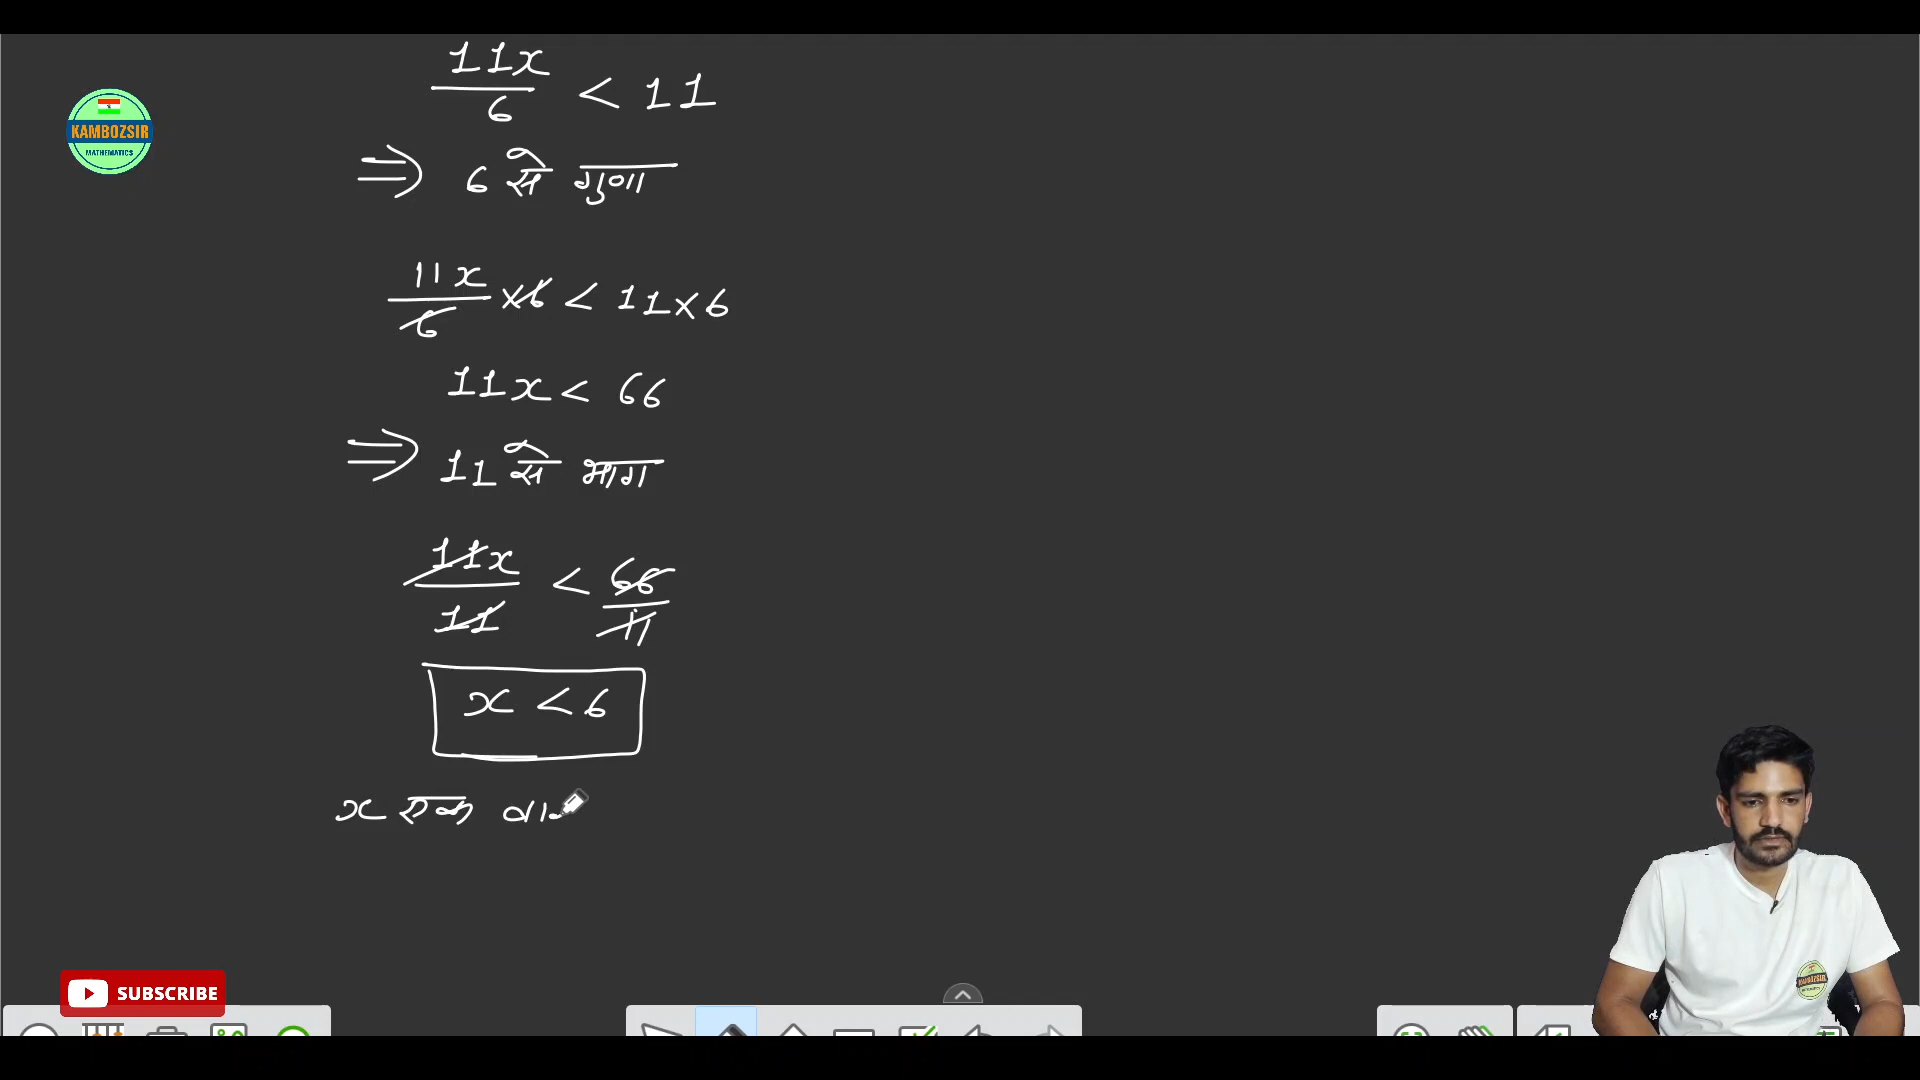 11x/6 < 11
KAMBOZSIR
MATHEMATICS
⇒ 6 से गुणा
11x/6 ×6 < 11×6
11x < 66
⇒ 11 से भाग
11x/11 < 66/11
x < 6
x एक वा
SUBSCRIBE